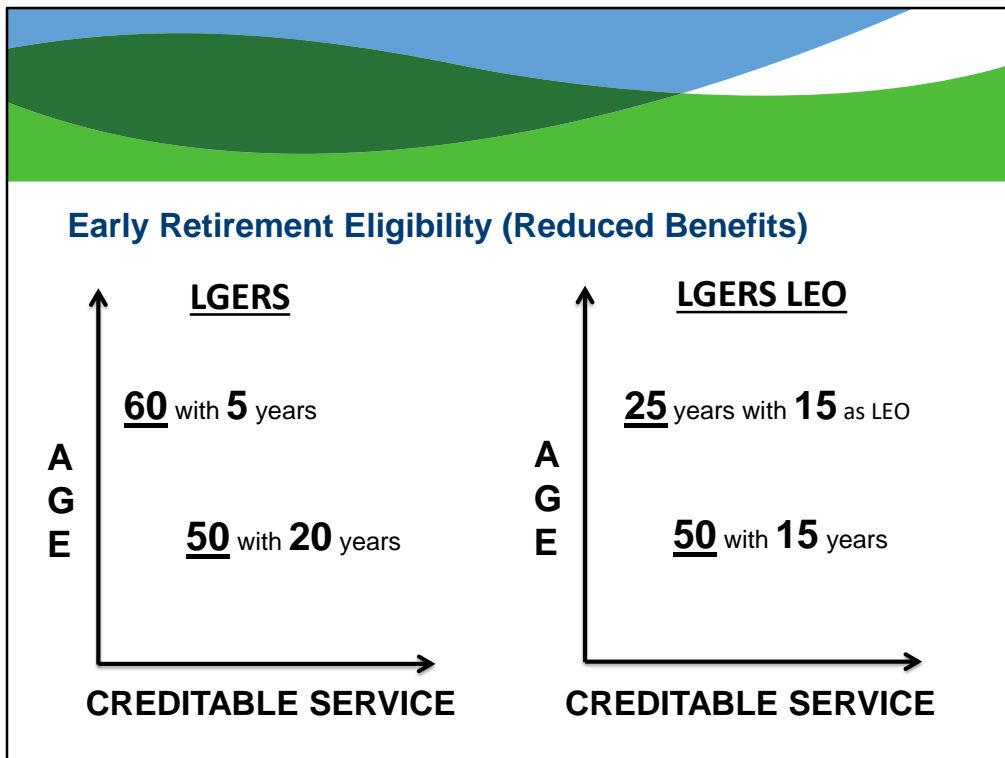 Early Retirement Eligibility (Reduced Benefits)
LGERS
60 with 5 years
50 with 20 years
A
G
E
CREDITABLE SERVICE
LGERS LEO
25 years with 15 as LEO
50 with 15 years
A
G
E
CREDITABLE SERVICE